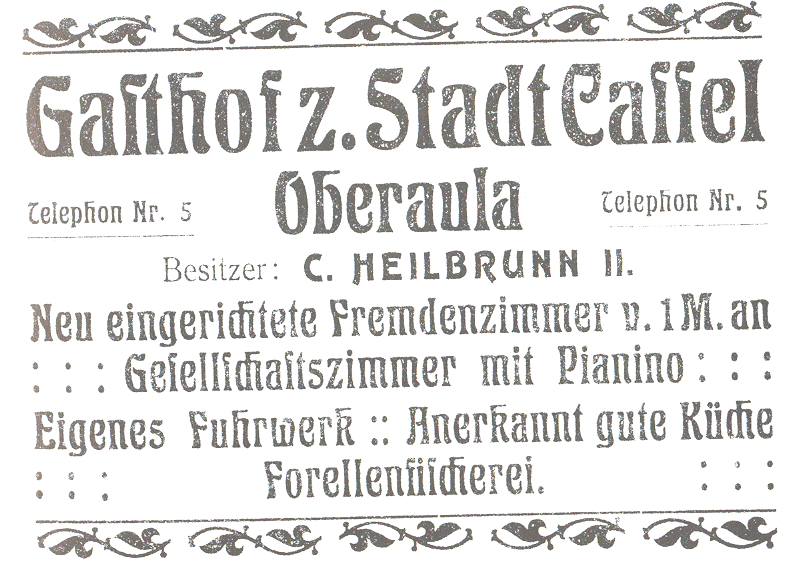 Gaſthof z. Stadt Caſſel
Oberaula
Telephon Nr. 5
Telephon Nr. 5
Besitzer: C. HEILBRUNN II.
Neu eingerichtete Fremdenzimmer v. 1 M. an
: : : Geſellſchaftszimmer mit Pianino : : :
Eigenes Fuhrwerk :: Anerkannt gute Küche
: : : Forellenfiſcherei. : : :